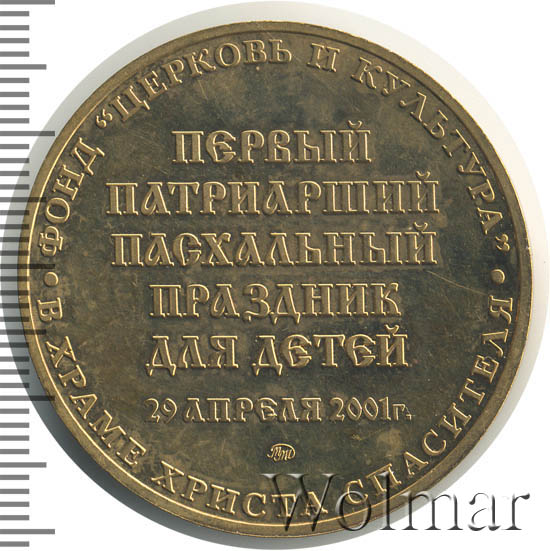 ФОНД "ЦЕРКОВЬ И КУЛЬТУРА"
ПЕРВЫЙ
ПАТРИАРШИЙ
ПАСХАЛЬНЫЙ
ПРАЗДНИК
ДЛЯ ДЕТЕЙ
29 АПРЕЛЯ 2001г.
ММД
• В ХРАМЕ ХРИСТА СПАСИТЕЛЯ •
Wolmar